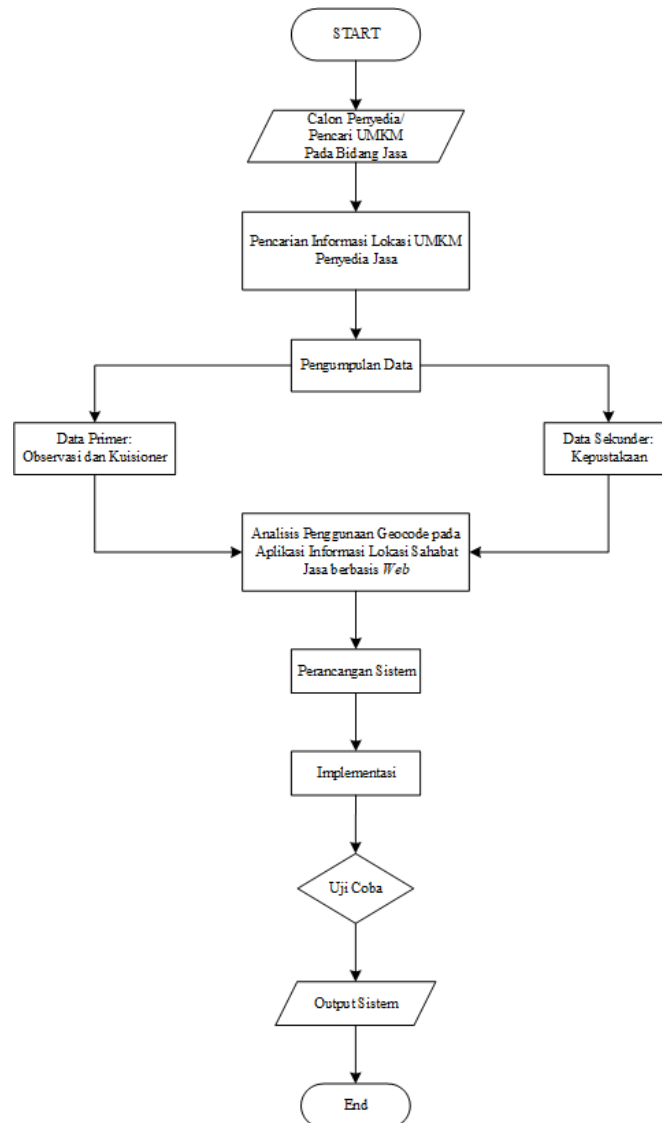 START
Calon Penyedia/
Pencari UMKM
Pada Bidang Jasa
Pencarian Informasi Lokasi UMKM
Penyedia Jasa
Pengumpulan Data
Data Primer:
Observasi dan Kuisioner
Data Sekunder:
Kepustakaan
Analisis Penggunaan Geocode pada
Aplikasi Informasi Lokasi Sahabat
Jasa berbasis Web
Perancangan Sistem
Implementasi
Uji Coba
Output Sistem
End